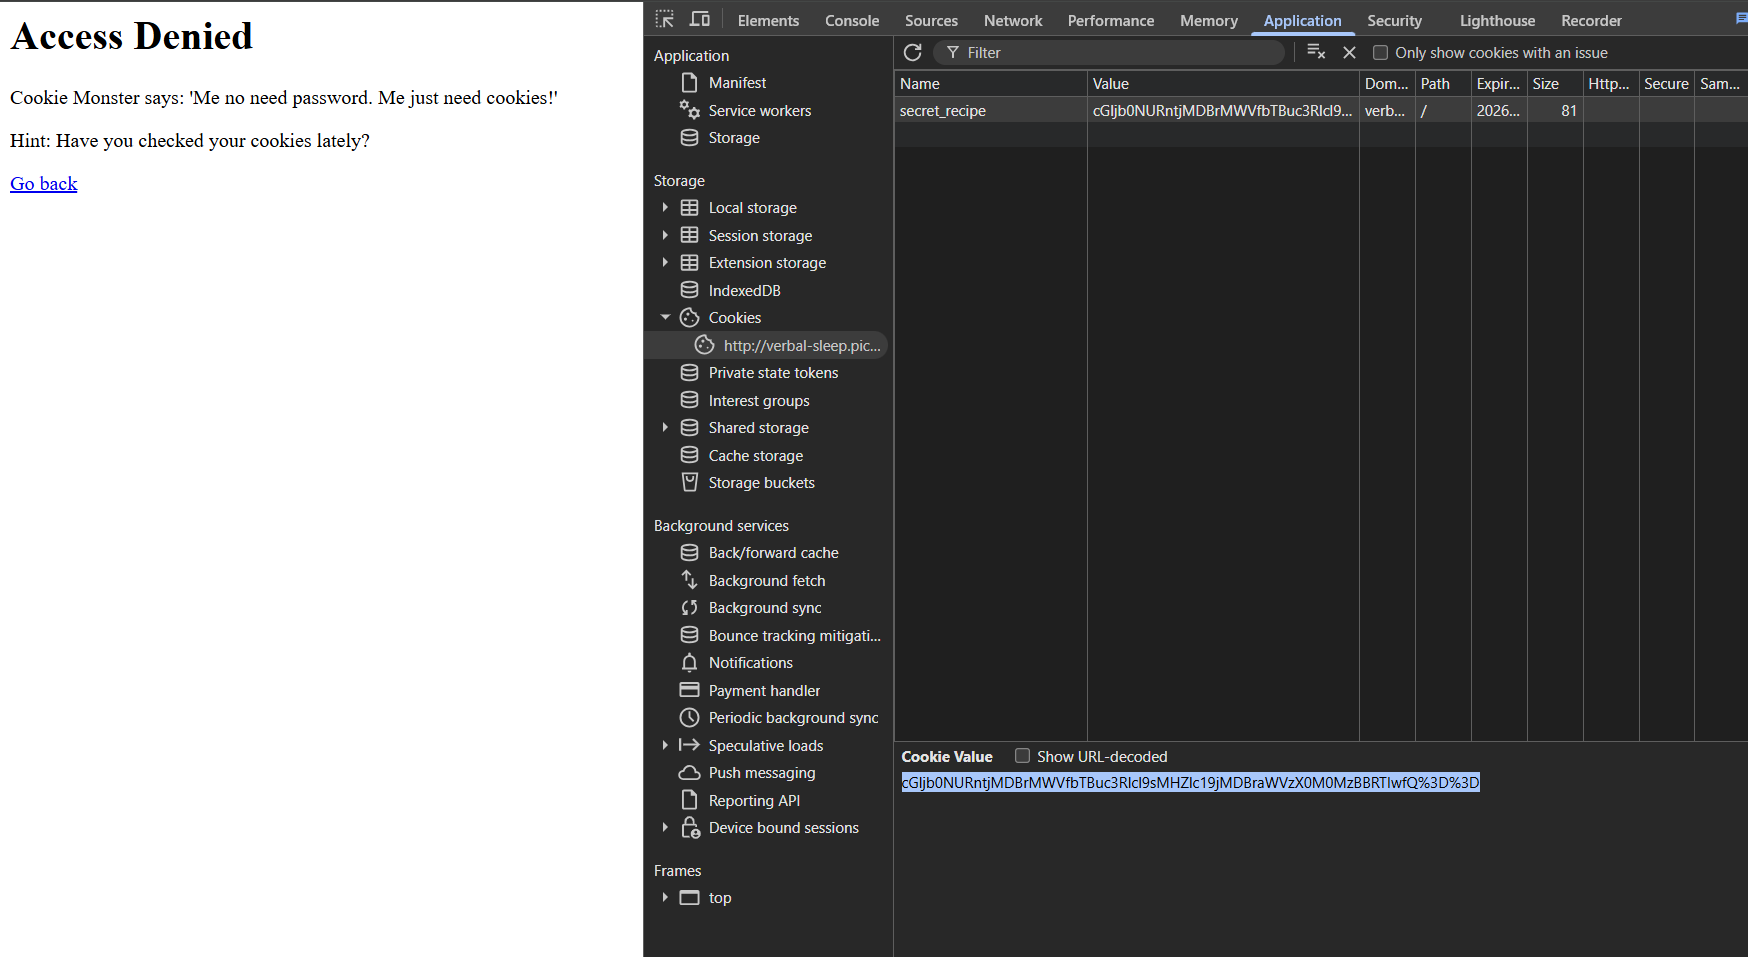 Access Denied
Cookie Monster says: 'Me no need password. Me just need cookies!'
Hint: Have you checked your cookies lately?
Go back
Elements Console Sources Network Performance Memory Application Security Lighthouse Recorder
Application
Manifest
Service workers
Storage
Storage
Local storage
Session storage
Extension storage
IndexedDB
Cookies
http://verbal-sleep.pic...
Private state tokens
Interest groups
Shared storage
Cache storage
Storage buckets
Background services
Back/forward cache
Background fetch
Background sync
Bounce tracking mitigati...
Notifications
Payment handler
Periodic background sync
Speculative loads
Push messaging
Reporting API
Device bound sessions
Frames
top
Filter
Only show cookies with an issue
Name Value Dom... Path Expir... Size Http... Secure Sam...
secret_recipe cGljb0NURntjMDBrMWVfbTBuc3Rlcl9... verb... / 2026... 81
Cookie Value Show URL-decoded
cGljb0NURntjMDBrMWVfbTBuc3Rlcl9sMHZlc19jMDBraWVzX0M0MzBBRTIwfQ%3D%3D